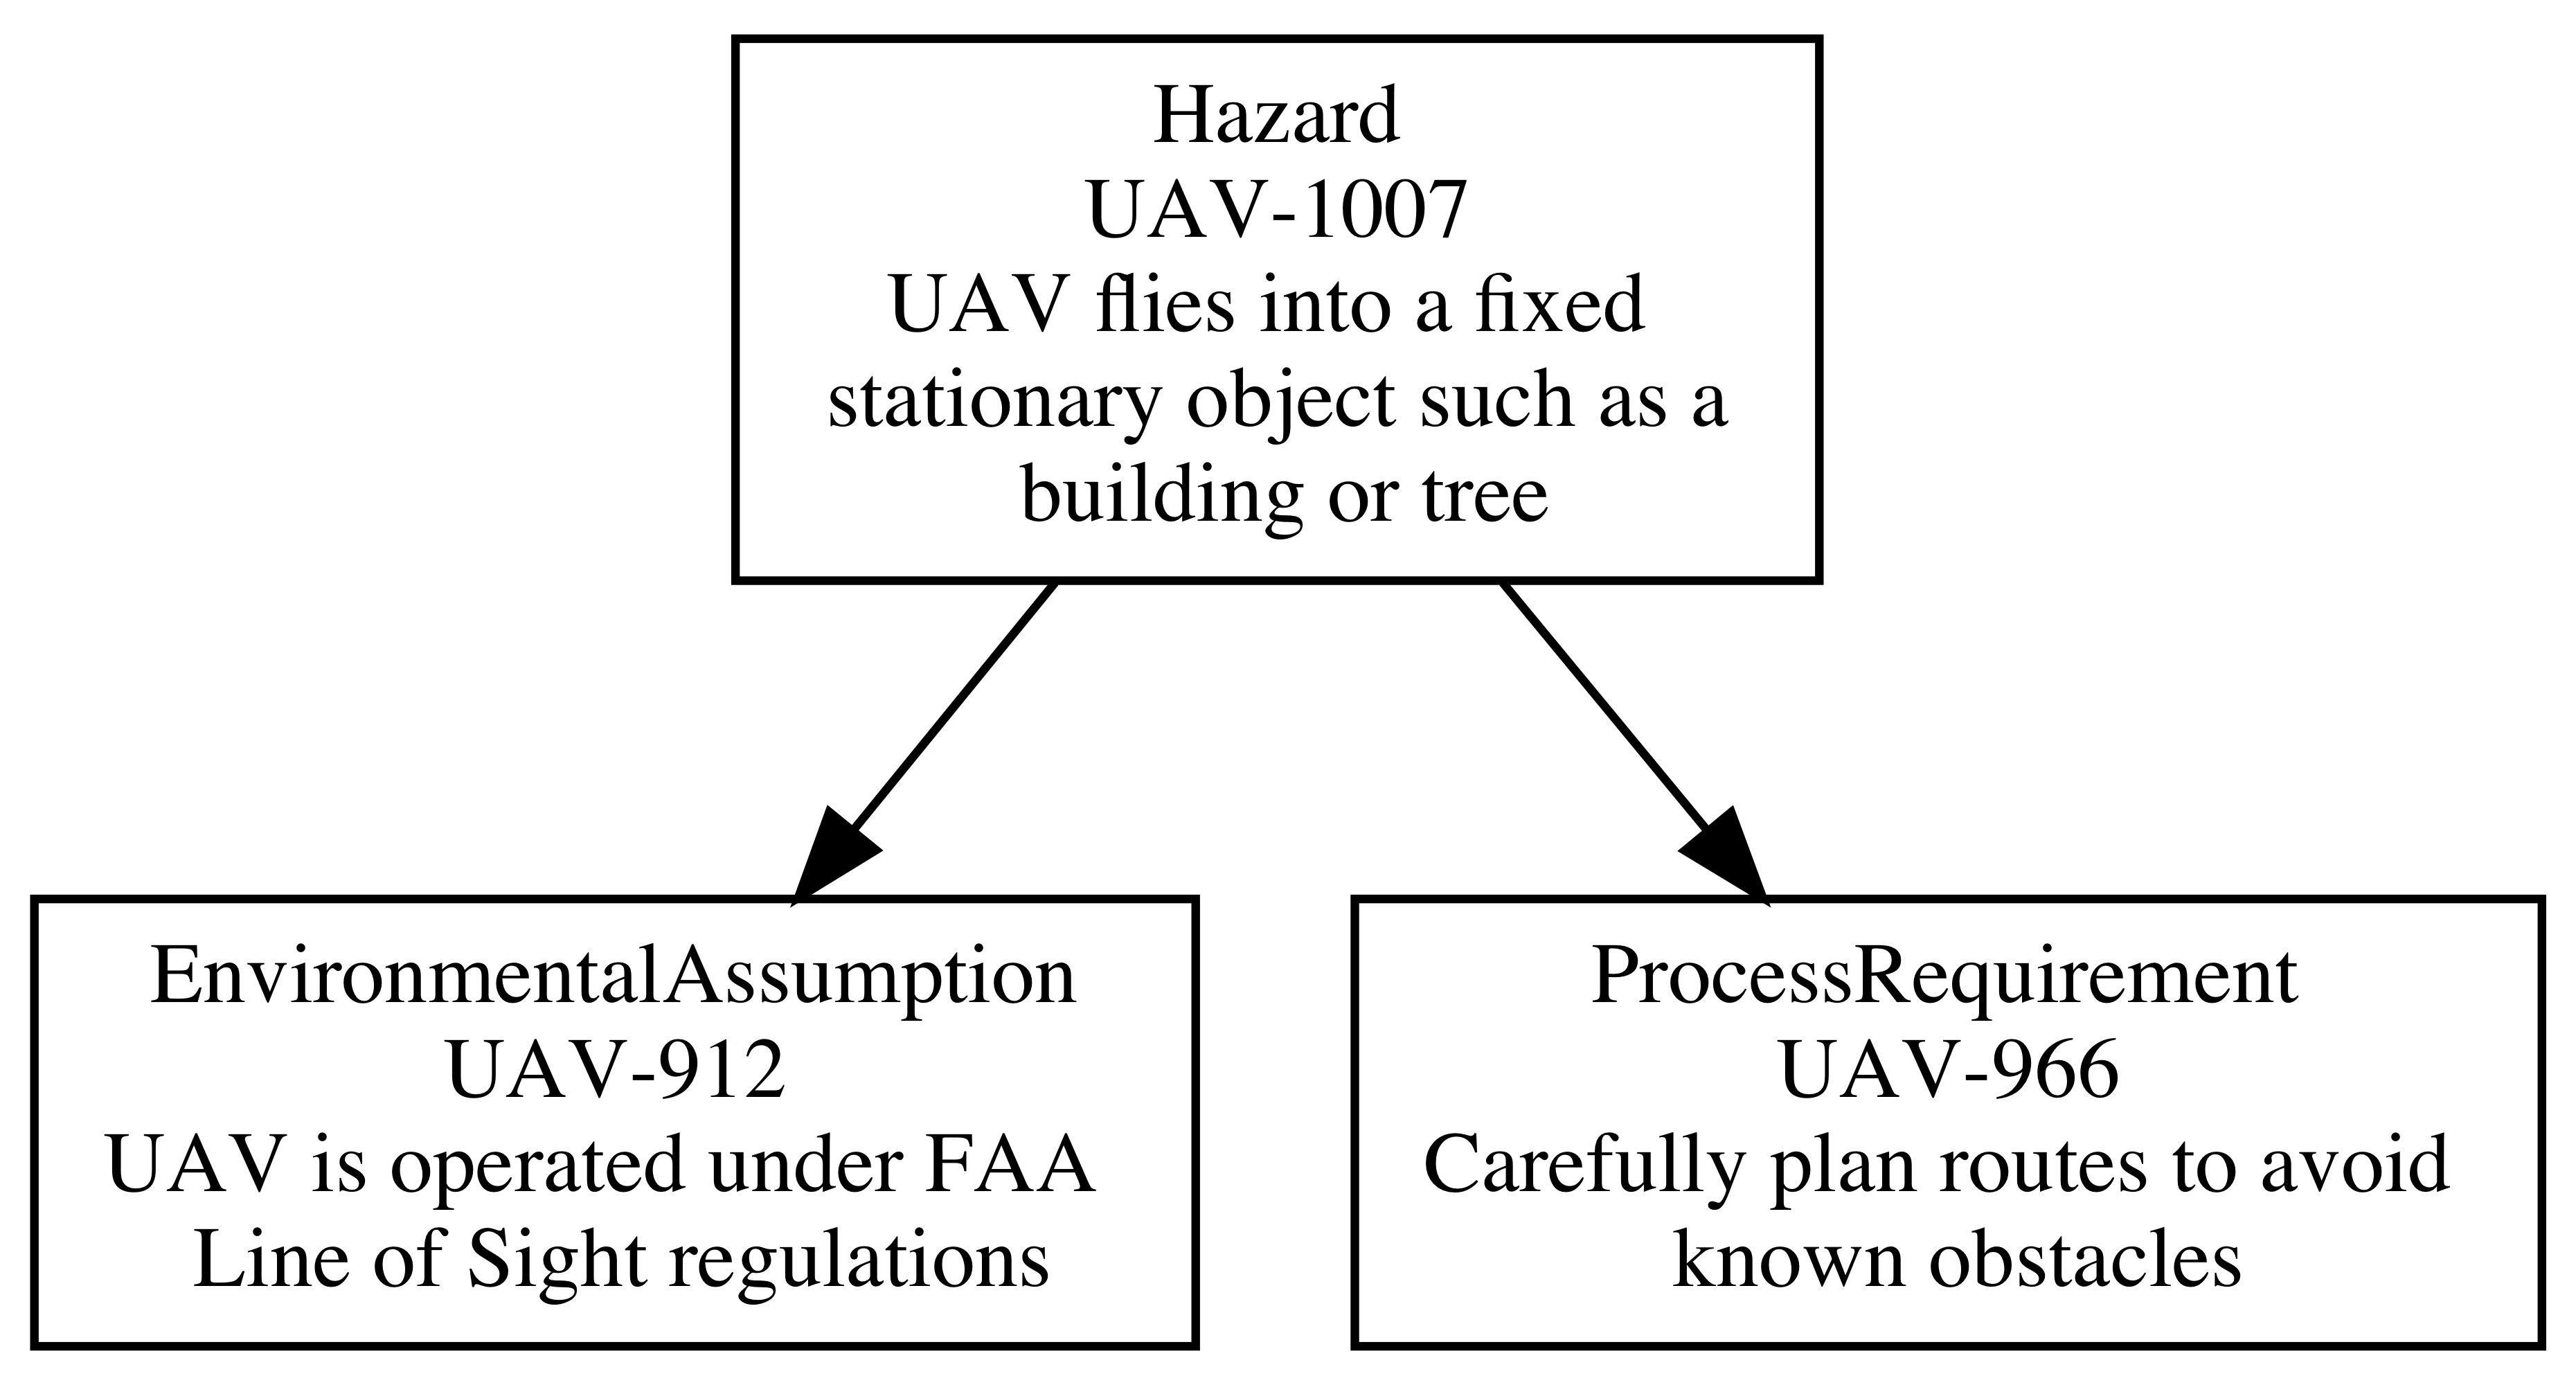 Hazard
UAV-1007
UAV flies into a fixed
stationary object such as a
building or tree
EnvironmentalAssumption
UAV-912
UAV is operated under FAA
Line of Sight regulations
ProcessRequirement
UAV-966
Carefully plan routes to avoid
known obstacles